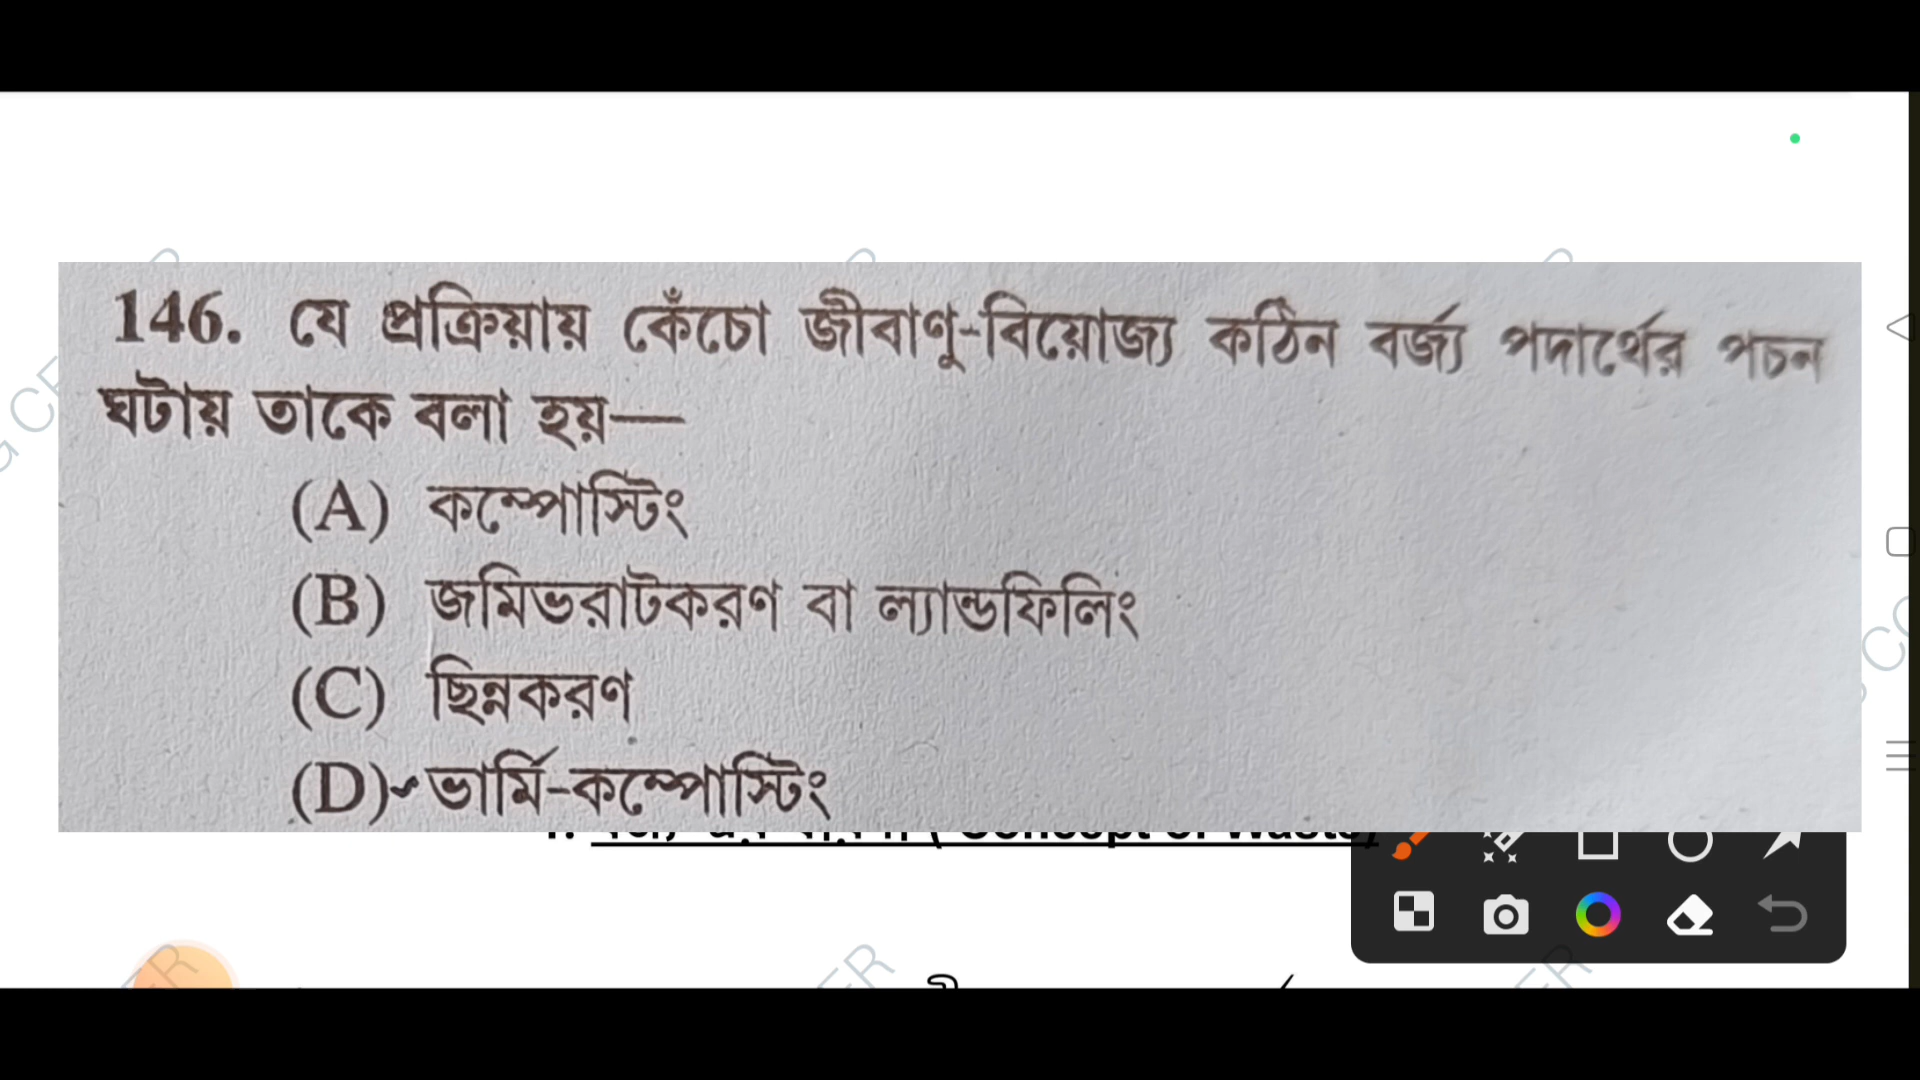 146. যে প্রক্রিয়ায় কেঁচো জীবাণু-বিয়োজ্য কঠিন বর্জ্য পদার্থের পচন
ঘটায় তাকে বলা হয়—
(A) কম্পোস্টিং
(B) জমিভরাটকরণ বা ল্যান্ডফিলিং
(C) ছিন্নকরণ
(D) ভার্মি-কম্পোস্টিং